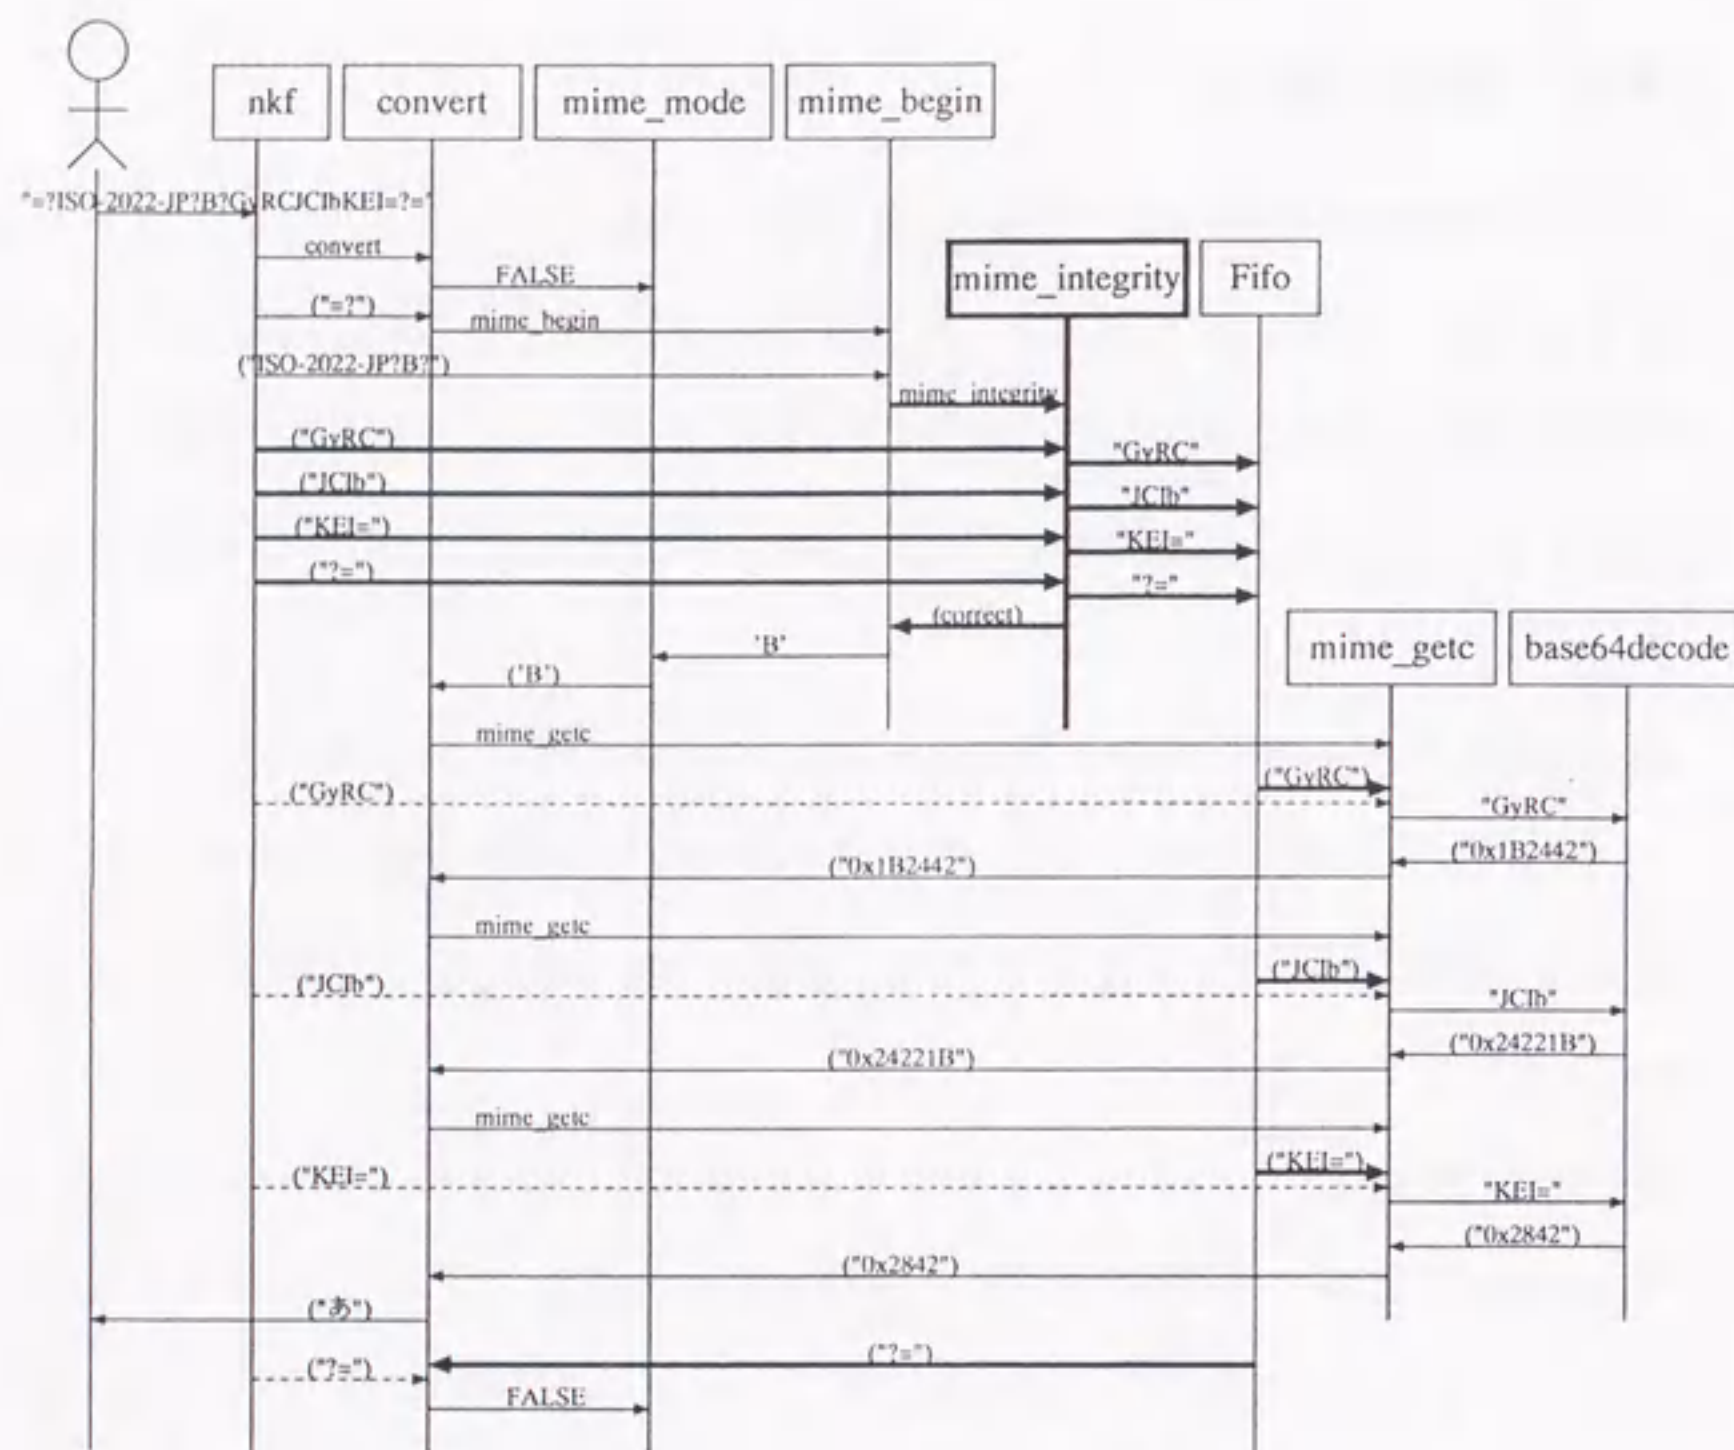 nkf
convert
mime_mode
mime_begin
"=?ISO-2022-JP?B?GyRCJCIbKEI=?="
convert
FALSE
mime_integrity
Fifo
("=?")
mime_begin
("ISO-2022-JP?B?")
mime_integrity
("GyRC")
"GyRC"
("JCIb")
"JCIb"
("KEI=")
"KEI="
("?=")
"?="
(correct)
'B'
('B')
mime_getc
base64decode
mime_getc
("GyRC")
("GyRC")
"GyRC"
("0x1B2442")
("0x1B2442")
mime_getc
("JCIb")
("JCIb")
"JCIb"
("0x24221B")
("0x24221B")
mime_getc
("KEI=")
("KEI=")
"KEI="
("0x2842")
("0x2842")
("あ")
("?=")
("?=")
FALSE